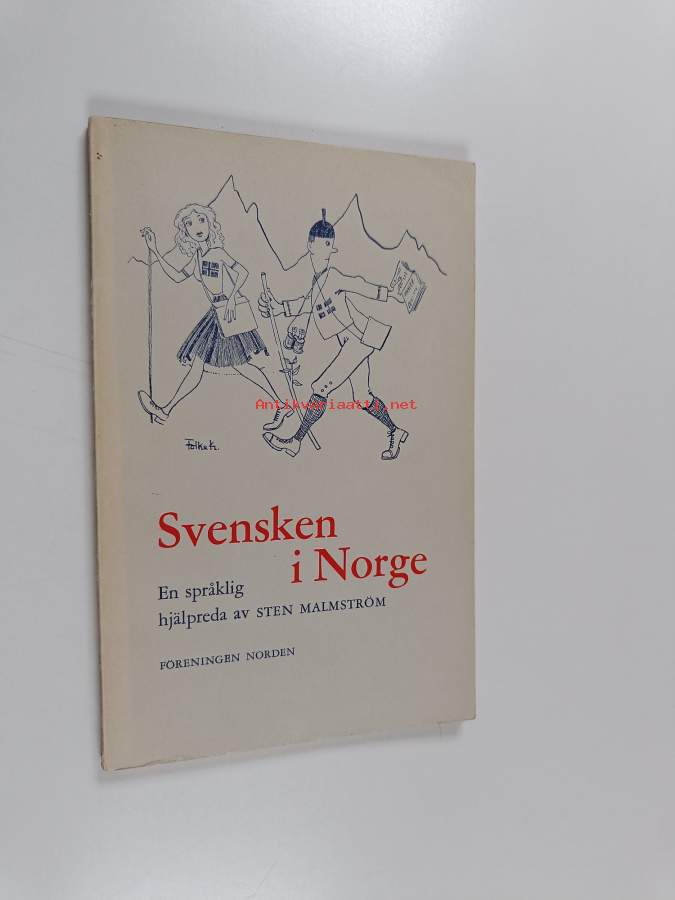 Antikvariaatti.net
Folke K.
Svensken
i Norge
En språklig
hjälpreda av STEN MALMSTRÖM
FÖRENINGEN NORDEN